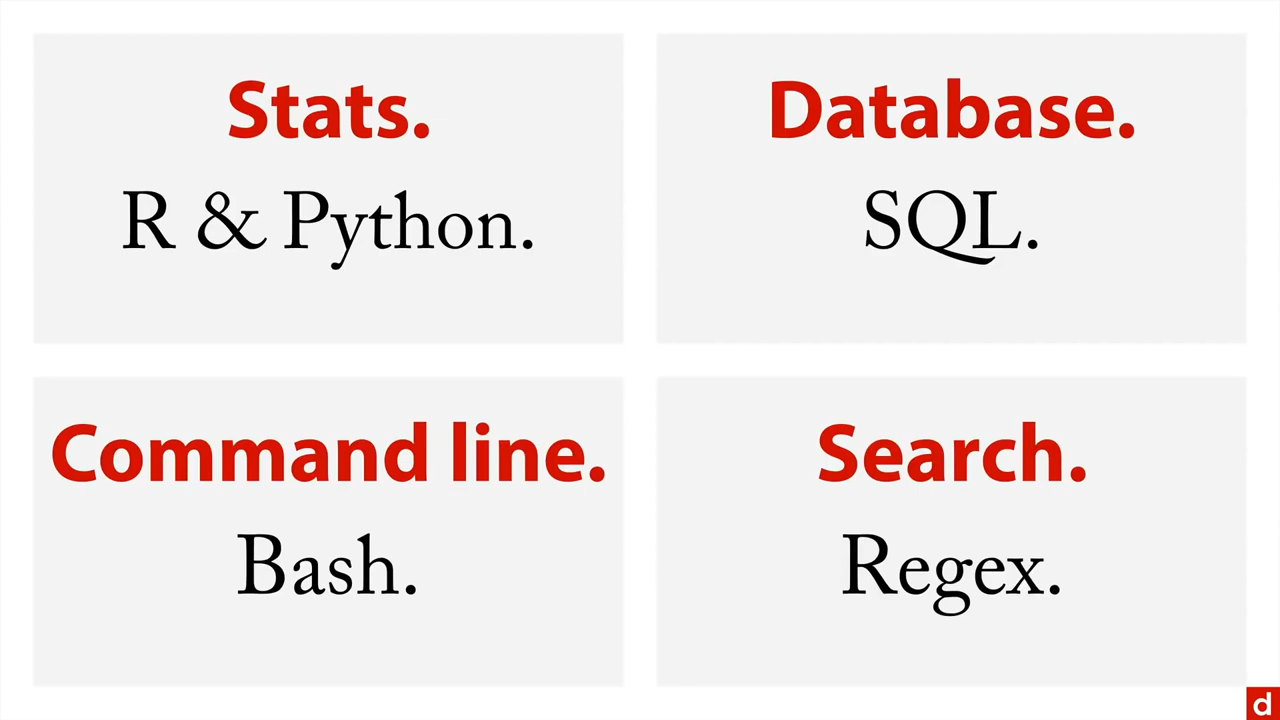 Stats.
R & Python.
Database.
SQL.
Command line.
Bash.
Search.
Regex.
d